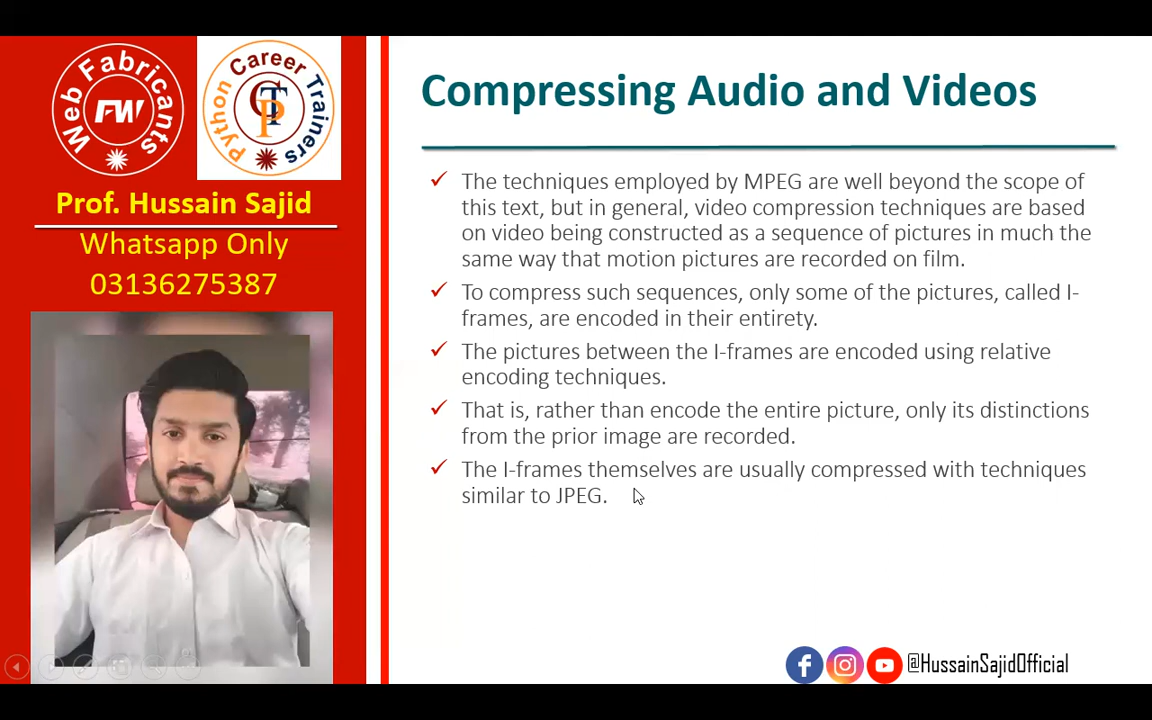 Web Fabricants
FW
Python Career Trainers
CTP
Prof. Hussain Sajid
Whatsapp Only
03136275387
Compressing Audio and Videos
The techniques employed by MPEG are well beyond the scope of
this text, but in general, video compression techniques are based
on video being constructed as a sequence of pictures in much the
same way that motion pictures are recorded on film.
To compress such sequences, only some of the pictures, called I-
frames, are encoded in their entirety.
The pictures between the I-frames are encoded using relative
encoding techniques.
That is, rather than encode the entire picture, only its distinctions
from the prior image are recorded.
The I-frames themselves are usually compressed with techniques
similar to JPEG.
@HussainSajidOfficial